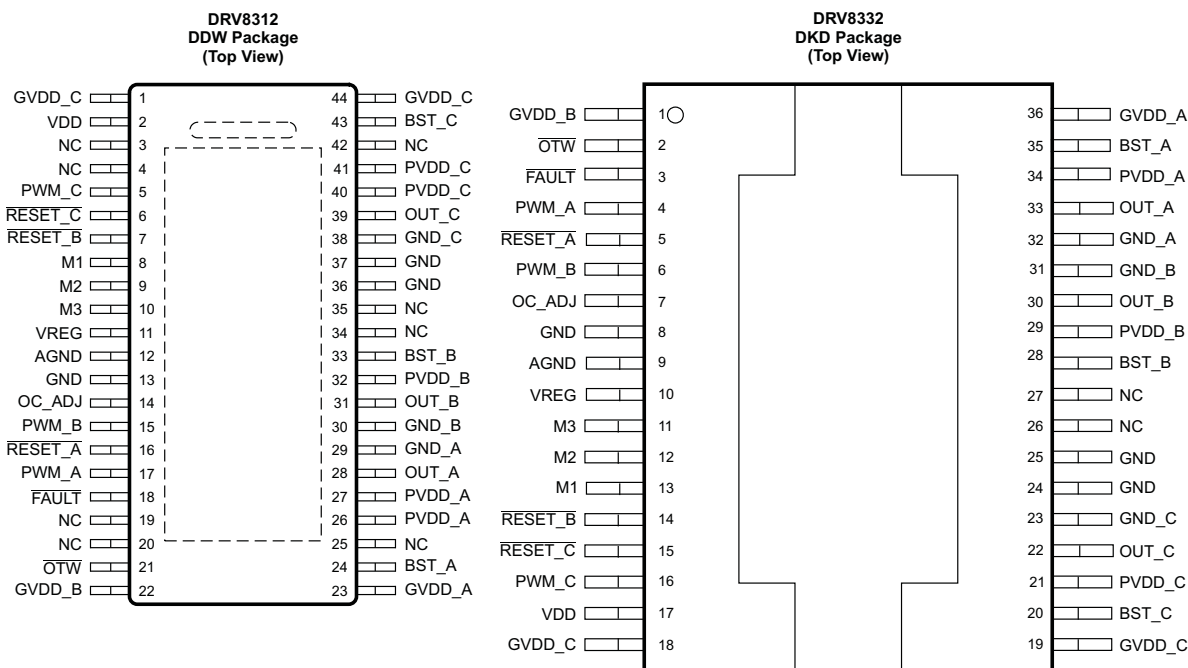 DRV8312
DDW Package
(Top View)
GVDD_C 1 44 GVDD_C
VDD 2 43 BST_C
NC 3 42 NC
NC 4 41 PVDD_C
PWM_C 5 40 PVDD_C
RESET_C 6 39 OUT_C
RESET_B 7 38 GND_C
M1 8 37 GND
M2 9 36 GND
M3 10 35 NC
VREG 11 34 NC
AGND 12 33 BST_B
GND 13 32 PVDD_B
OC_ADJ 14 31 OUT_B
PWM_B 15 30 GND_B
RESET_A 16 29 GND_A
PWM_A 17 28 OUT_A
FAULT 18 27 PVDD_A
NC 19 26 PVDD_A
NC 20 25 NC
OTW 21 24 BST_A
GVDD_B 22 23 GVDD_A
DRV8332
DKD Package
(Top View)
GVDD_B 1 36 GVDD_A
OTW 2 35 BST_A
FAULT 3 34 PVDD_A
PWM_A 4 33 OUT_A
RESET_A 5 32 GND_A
PWM_B 6 31 GND_B
OC_ADJ 7 30 OUT_B
GND 8 29 PVDD_B
AGND 9 28 BST_B
VREG 10 27 NC
M3 11 26 NC
M2 12 25 GND
M1 13 24 GND
RESET_B 14 23 GND_C
RESET_C 15 22 OUT_C
PWM_C 16 21 PVDD_C
VDD 17 20 BST_C
GVDD_C 18 19 GVDD_C